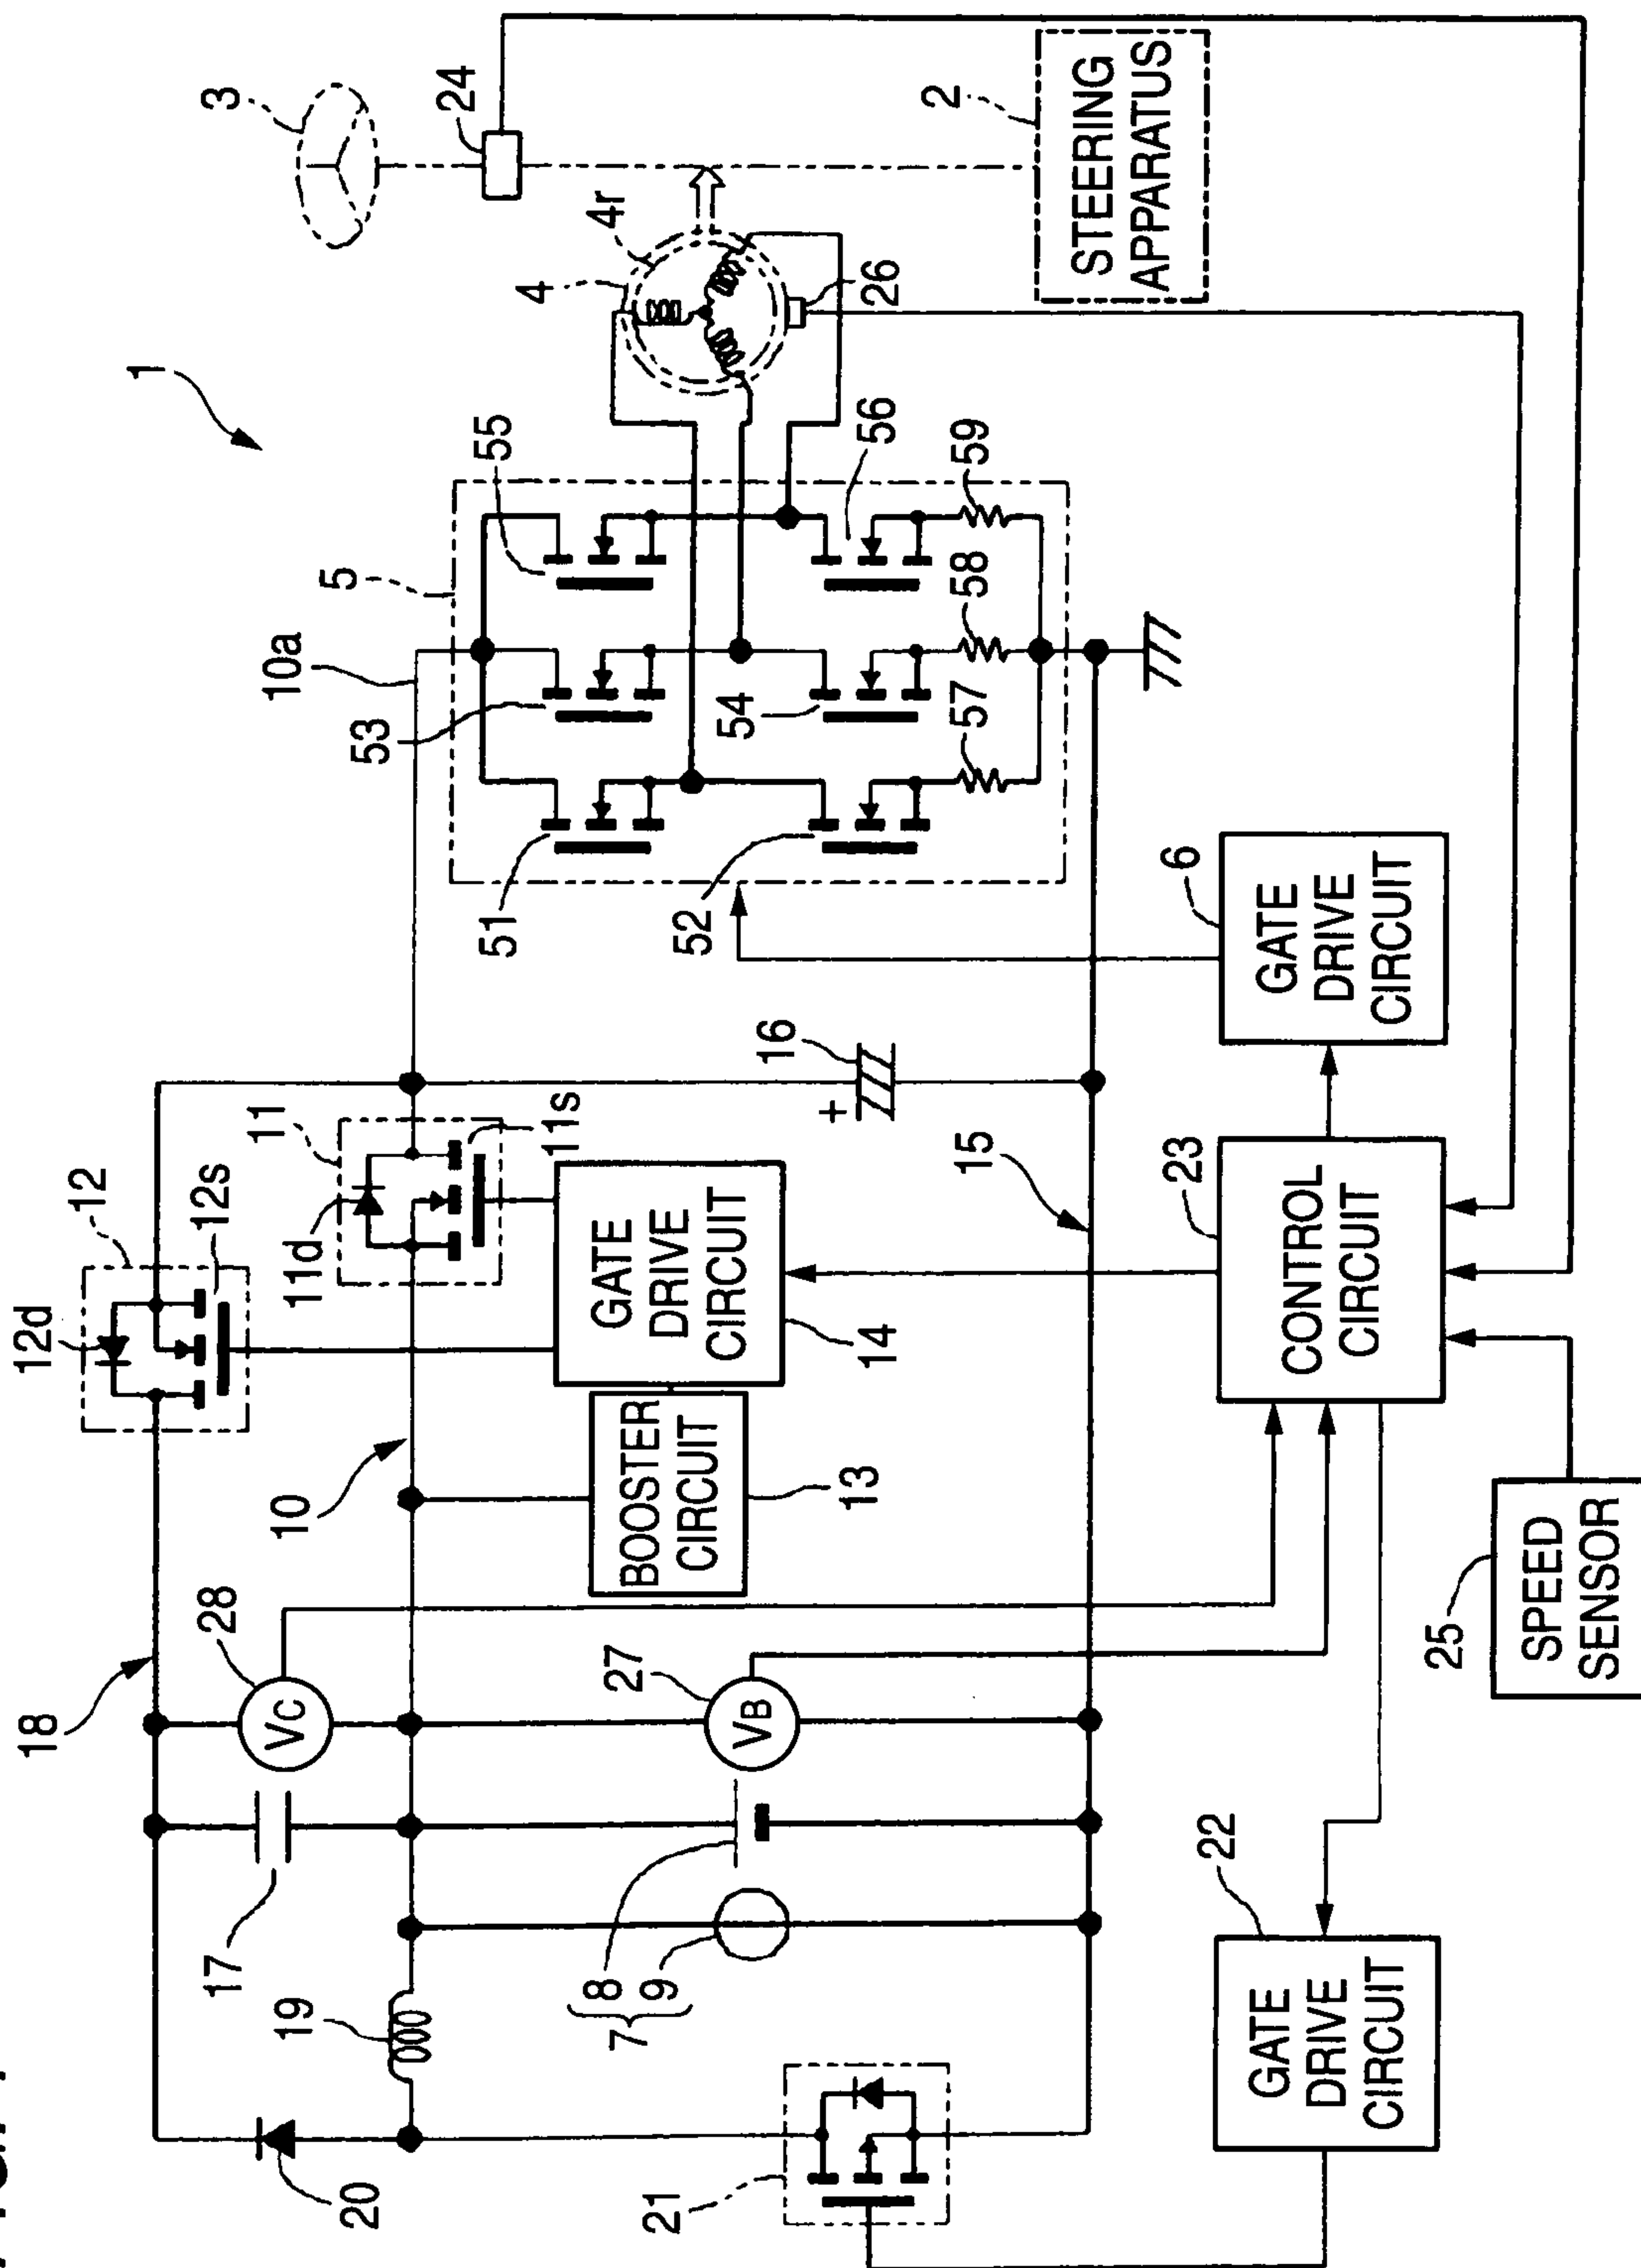 1
3
24
4r
4
26
2
STEERING
APPARATUS
55
56
59
5
58
10a
53
54
57
51
52
6
GATE
DRIVE
CIRCUIT
16
+
11
11s
11d
12
12s
12d
GATE
DRIVE
CIRCUIT
14
15
23
CONTROL
CIRCUIT
10
BOOSTER
CIRCUIT
13
28
VC
27
VB
18
25
SPEED
SENSOR
17
8
9
7
19
22
GATE
DRIVE
CIRCUIT
20
21